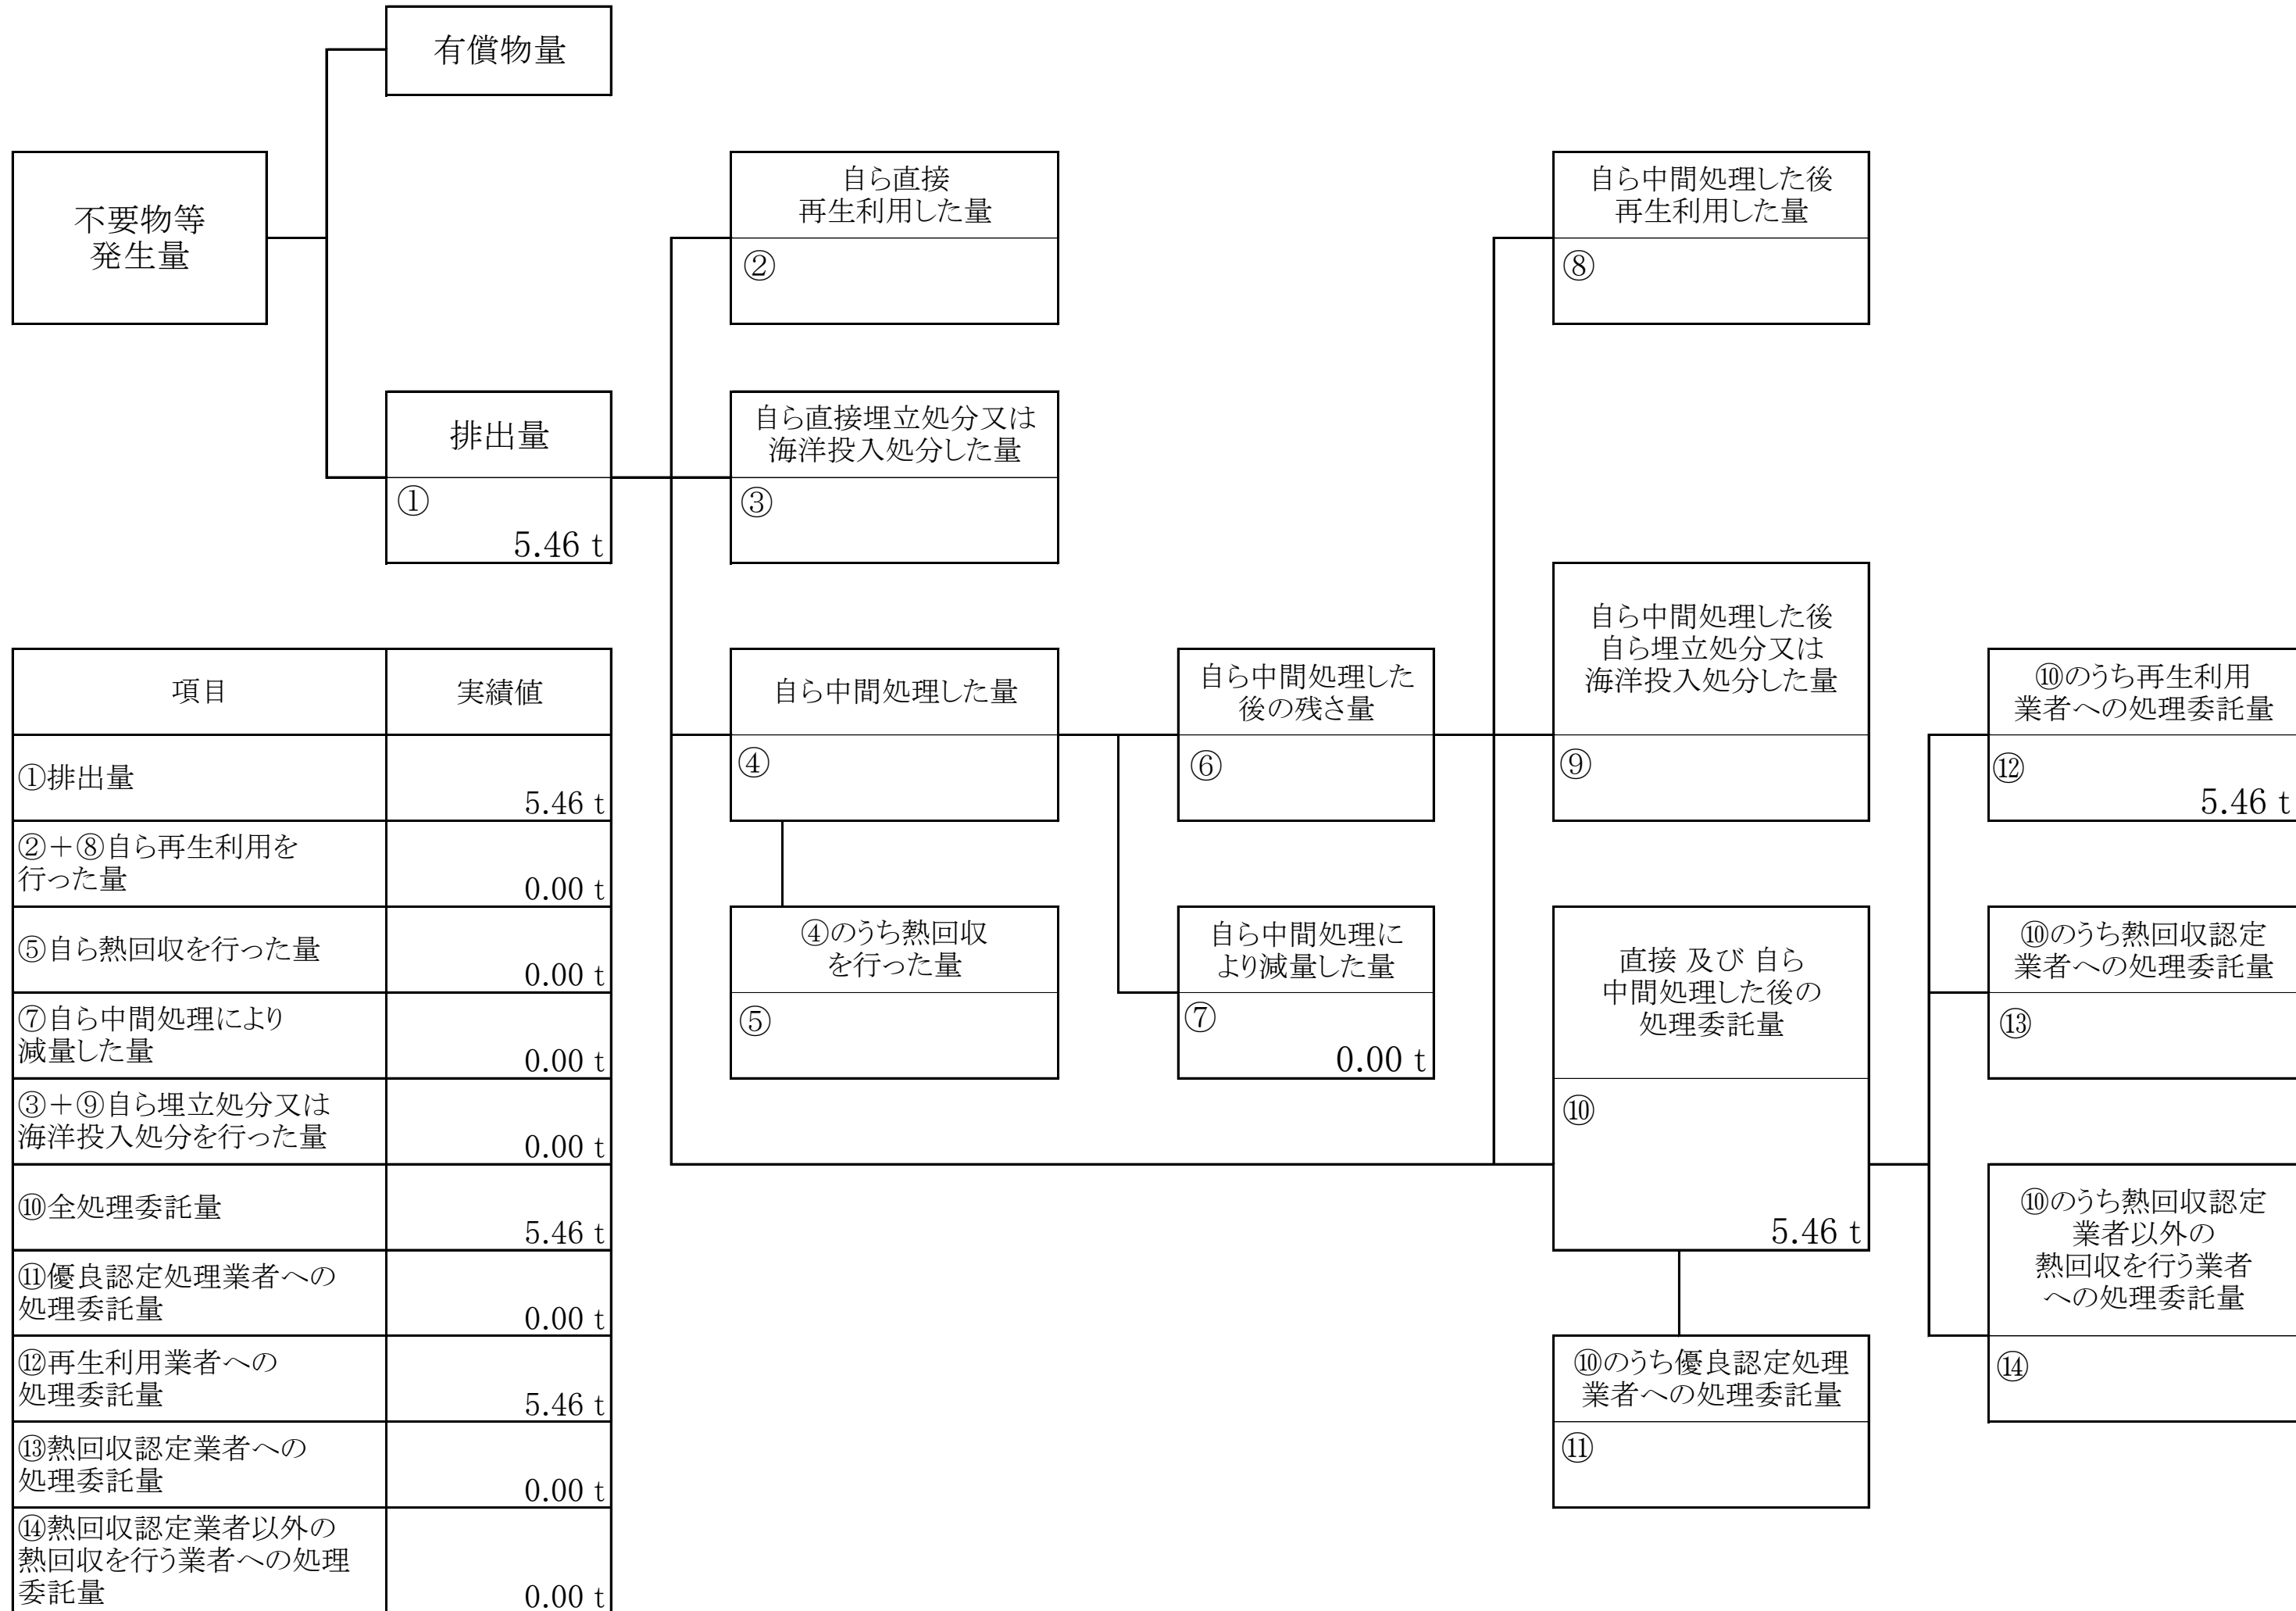 有償物量
不要物等
発生量
自ら直接
再生利用した量
②
自ら中間処理した後
再生利用した量
⑧
排出量
①
5.46 t
自ら直接埋立処分又は
海洋投入処分した量
③
自ら中間処理した量
④
自ら中間処理した
後の残さ量
⑥
自ら中間処理した後
自ら埋立処分又は
海洋投入処分した量
⑨
⑩のうち再生利用
業者への処理委託量
⑫
5.46 t
④のうち熱回収
を行った量
⑤
自ら中間処理に
より減量した量
⑦
0.00 t
直接 及び 自ら
中間処理した後の
処理委託量
⑩
5.46 t
⑩のうち熱回収認定
業者への処理委託量
⑬
⑩のうち熱回収認定
業者以外の
熱回収を行う業者
への処理委託量
⑭
⑩のうち優良認定処理
業者への処理委託量
⑪
項目
実績値
①排出量
5.46 t
②＋⑧自ら再生利用を
行った量
0.00 t
⑤自ら熱回収を行った量
0.00 t
⑦自ら中間処理により
減量した量
0.00 t
③＋⑨自ら埋立処分又は
海洋投入処分を行った量
0.00 t
⑩全処理委託量
5.46 t
⑪優良認定処理業者への
処理委託量
0.00 t
⑫再生利用業者への
処理委託量
5.46 t
⑬熱回収認定業者への
処理委託量
0.00 t
⑭熱回収認定業者以外の
熱回収を行う業者への処理
委託量
0.00 t